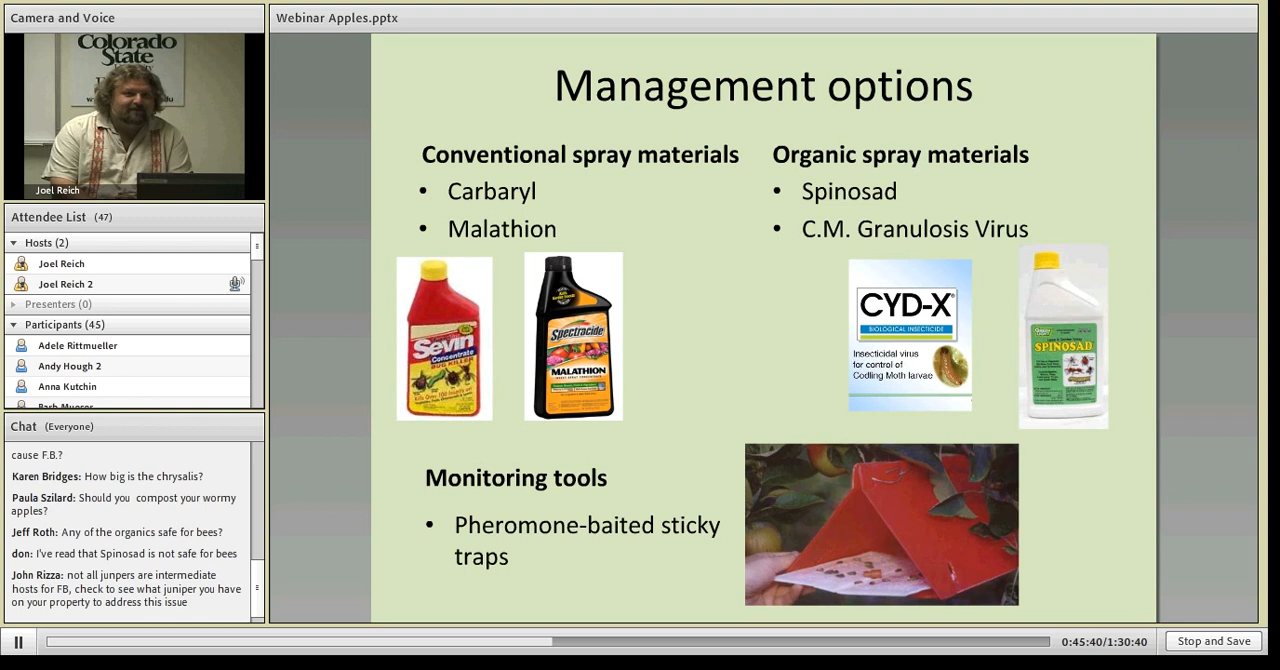 Camera and Voice
Colorado
State
Joel Reich
Attendee List (47)
Hosts (2)
Joel Reich
Joel Reich 2
Presenters (0)
Participants (45)
Adele Rittmueller
Andy Hough 2
Anna Kutchin
Chat (Everyone)
cause F.B.?
Karen Bridges: How big is the chrysalis?
Paula Szilard: Should you compost your wormy
apples?
Jeff Roth: Any of the organics safe for bees?
don: I've read that Spinosad is not safe for bees
John Rizza: not all junpers are intermediate
hosts for FB, check to see what juniper you have
on your property to address this issue
Webinar Apples.pptx
Management options
Conventional spray materials
• Carbaryl
• Malathion
Organic spray materials
• Spinosad
• C.M. Granulosis Virus
Sevin
Concentrate
BUG KILLER
Spectracide
MALATHION
CYD-X®
BIOLOGICAL INSECTICIDE
Insecticidal virus
for control of
Codling Moth larvae
SPINOSAD
Monitoring tools
• Pheromone-baited sticky
traps
0:45:40/1:30:40
Stop and Save